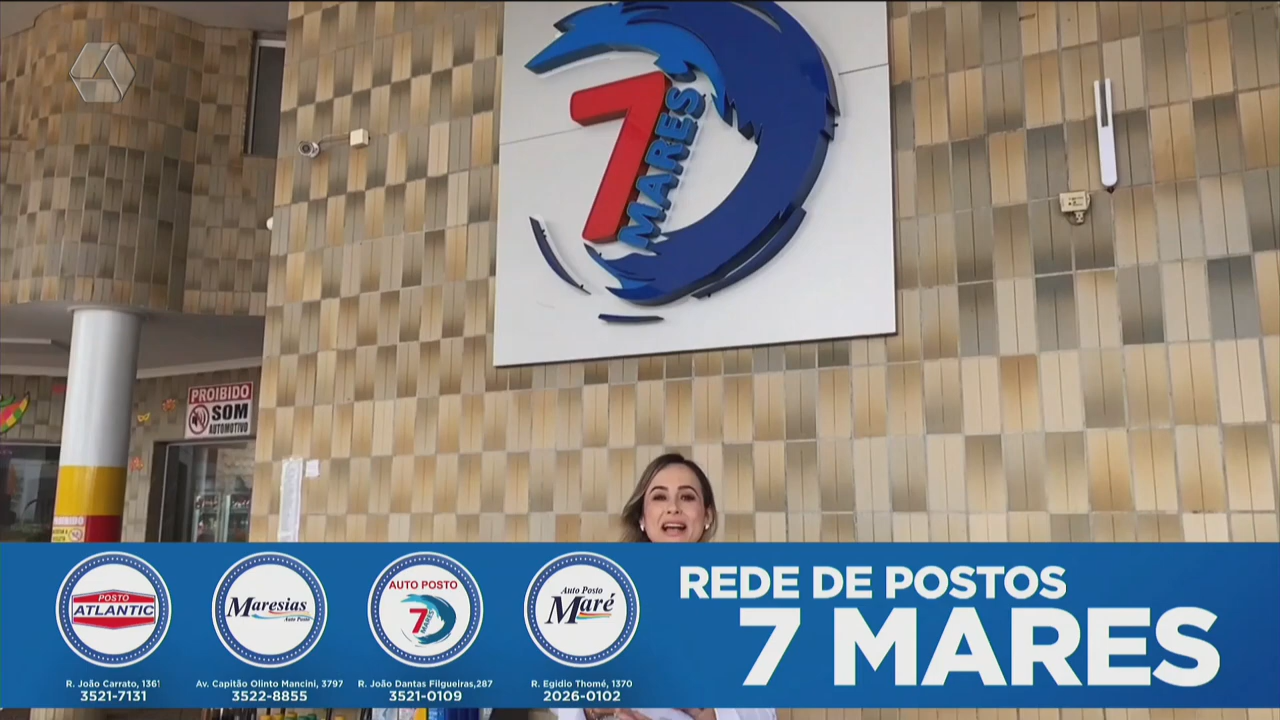 7
MARES
PROIBIDO
SOM
AUTOMOTIVO
PROIBIDO
POSTO
ATLANTIC
R. João Carrato, 1361
3521-7131
Maresias
Auto Posto
Av. Capitão Olinto Mancini, 3797
3522-8855
AUTO POSTO
7
MARES
R. João Dantas Filgueiras,287
3521-0109
Auto Posto
Maré
R. Egidio Thomé, 1370
2026-0102
REDE DE POSTOS
7 MARES